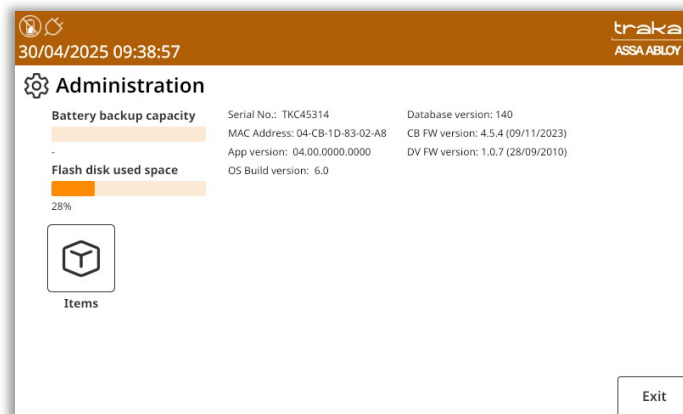 30/04/2025 09:38:57
traka
ASSA ABLOY
Administration
Battery backup capacity
-
Flash disk used space
28%
Serial No.: TKC45314
MAC Address: 04-CB-1D-83-02-A8
App version: 04.00.0000.0000
OS Build version: 6.0
Database version: 140
CB FW version: 4.5.4 (09/11/2023)
DV FW version: 1.0.7 (28/09/2010)
Items
Exit